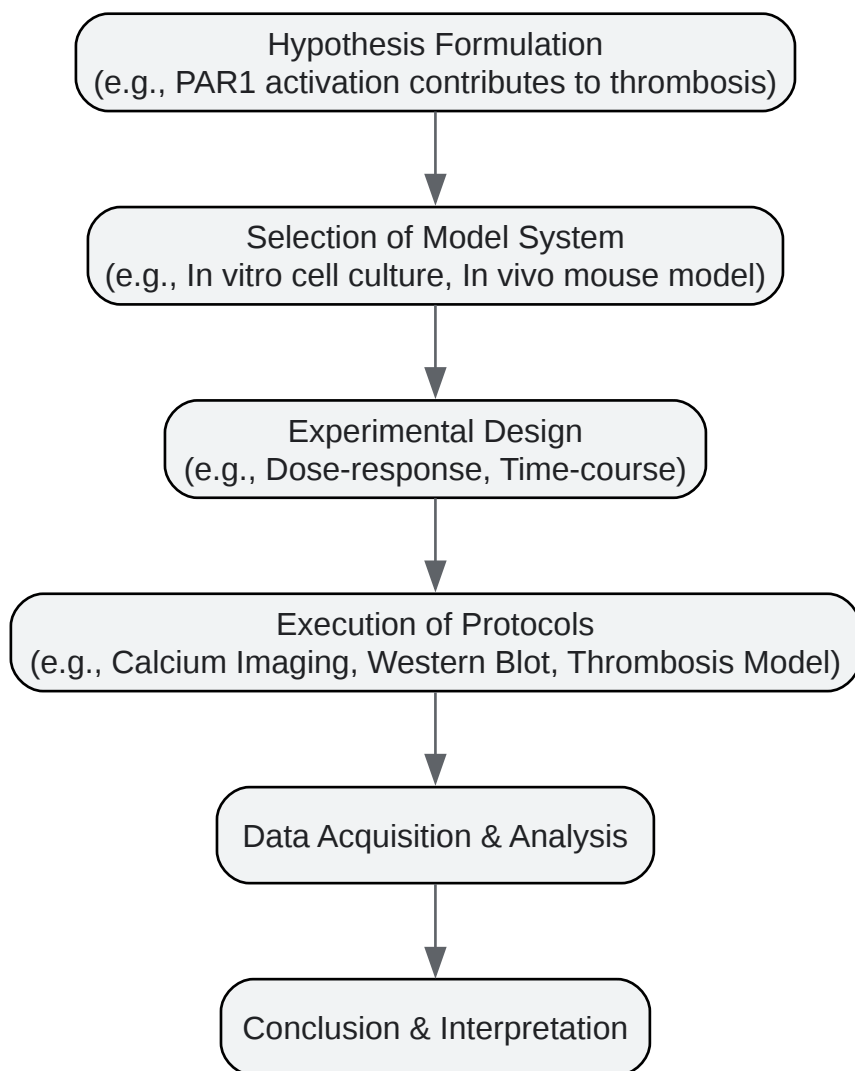 Hypothesis Formulation
(e.g., PAR1 activation contributes to thrombosis)
Selection of Model System
(e.g., In vitro cell culture, In vivo mouse model)
Experimental Design
(e.g., Dose-response, Time-course)
Execution of Protocols
(e.g., Calcium Imaging, Western Blot, Thrombosis Model)
Data Acquisition & Analysis
Conclusion & Interpretation